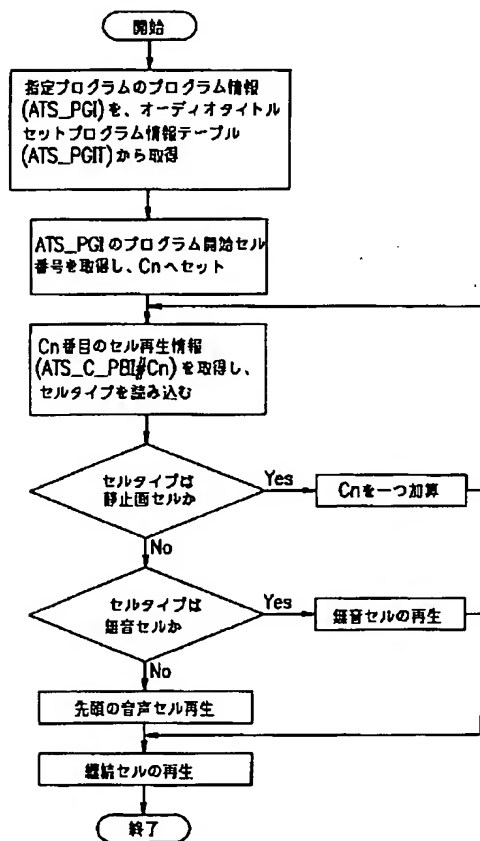 開始
指定プログラムのプログラム情報
(ATS_PGI)を、オーディオタイトル
セットプログラム情報テーブル
(ATS_PGIT)から取得
ATS_PGIのプログラム開始セル
番号を取得し、Cnへセット
Cn番目のセル再生情報
(ATS_C_PBI#Cn)を取得し、
セルタイプを読み込む
セルタイプは
静止画セルか
Yes
Cnを一つ加算
No
セルタイプは
無音セルか
Yes
無音セルの再生
No
先頭の音声セル再生
継続セルの再生
終了